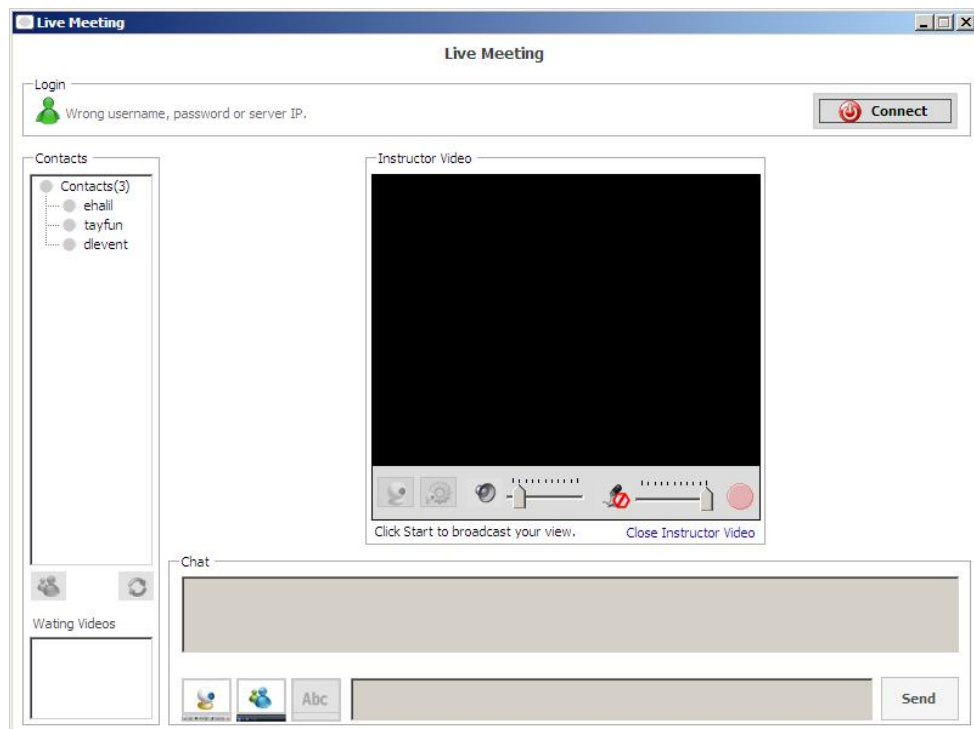 Live Meeting
Live Meeting
Login
Wrong username, password or server IP.
Connect
Contacts
Contacts(3)
ehalil
tayfun
dlevent
Instructor Video
Click Start to broadcast your view.
Close Instructor Video
Chat
Wating Videos
Abc
Send